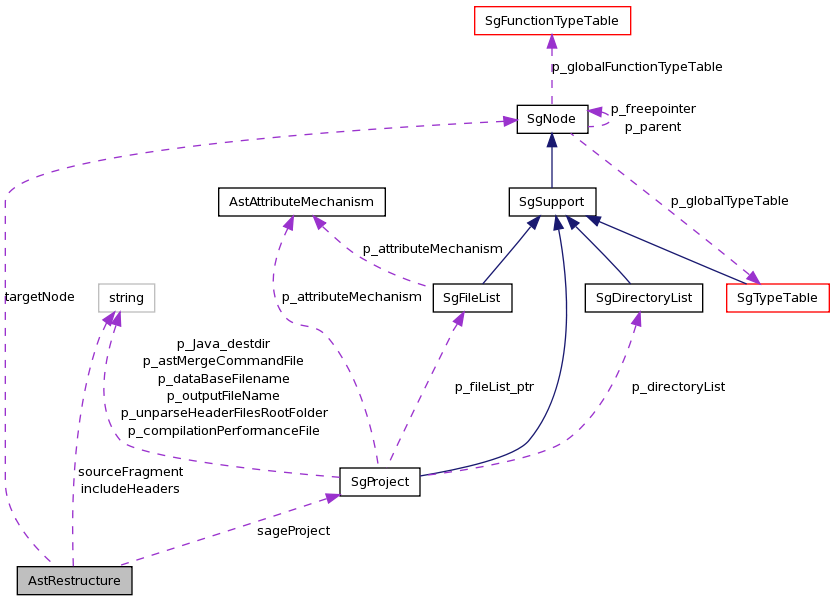 SgFunctionTypeTable
p_globalFunctionTypeTable
SgNode
p_freepointer
p_parent
AstAttributeMechanism
SgSupport
p_globalTypeTable
p_attributeMechanism
targetNode
string
p_attributeMechanism
SgFileList
SgDirectoryList
SgTypeTable
p_Java_destdir
p_astMergeCommandFile
p_dataBaseFilename
p_outputFileName
p_unparseHeaderFilesRootFolder
p_compilationPerformanceFile
p_fileList_ptr
p_directoryList
sourceFragment
includeHeaders
SgProject
sageProject
AstRestructure